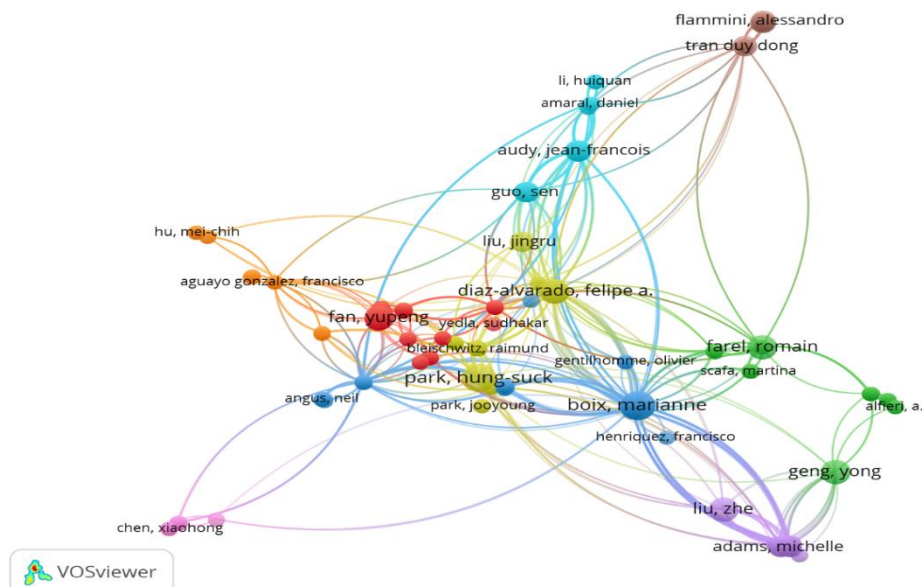 flammini, alessandro
tran duy dong
li, huiquan
amaral, daniel
audy, jean-francois
guo, sen
hu, mei-chih
liu, jingru
aguayo gonzalez, francisco
diaz-alvarado, felipe a.
fan, yupeng
yedla, sudhakar
farel, romain
bleischwitz, raimund
gentilhomme, olivier
scafa, martina
park, hung-suck
angus, neil
park, jooyoung
boix, marianne
alfieri, a.
henriquez, francisco
geng, yong
liu, zhe
chen, xiaohong
adams, michelle
VOSviewer